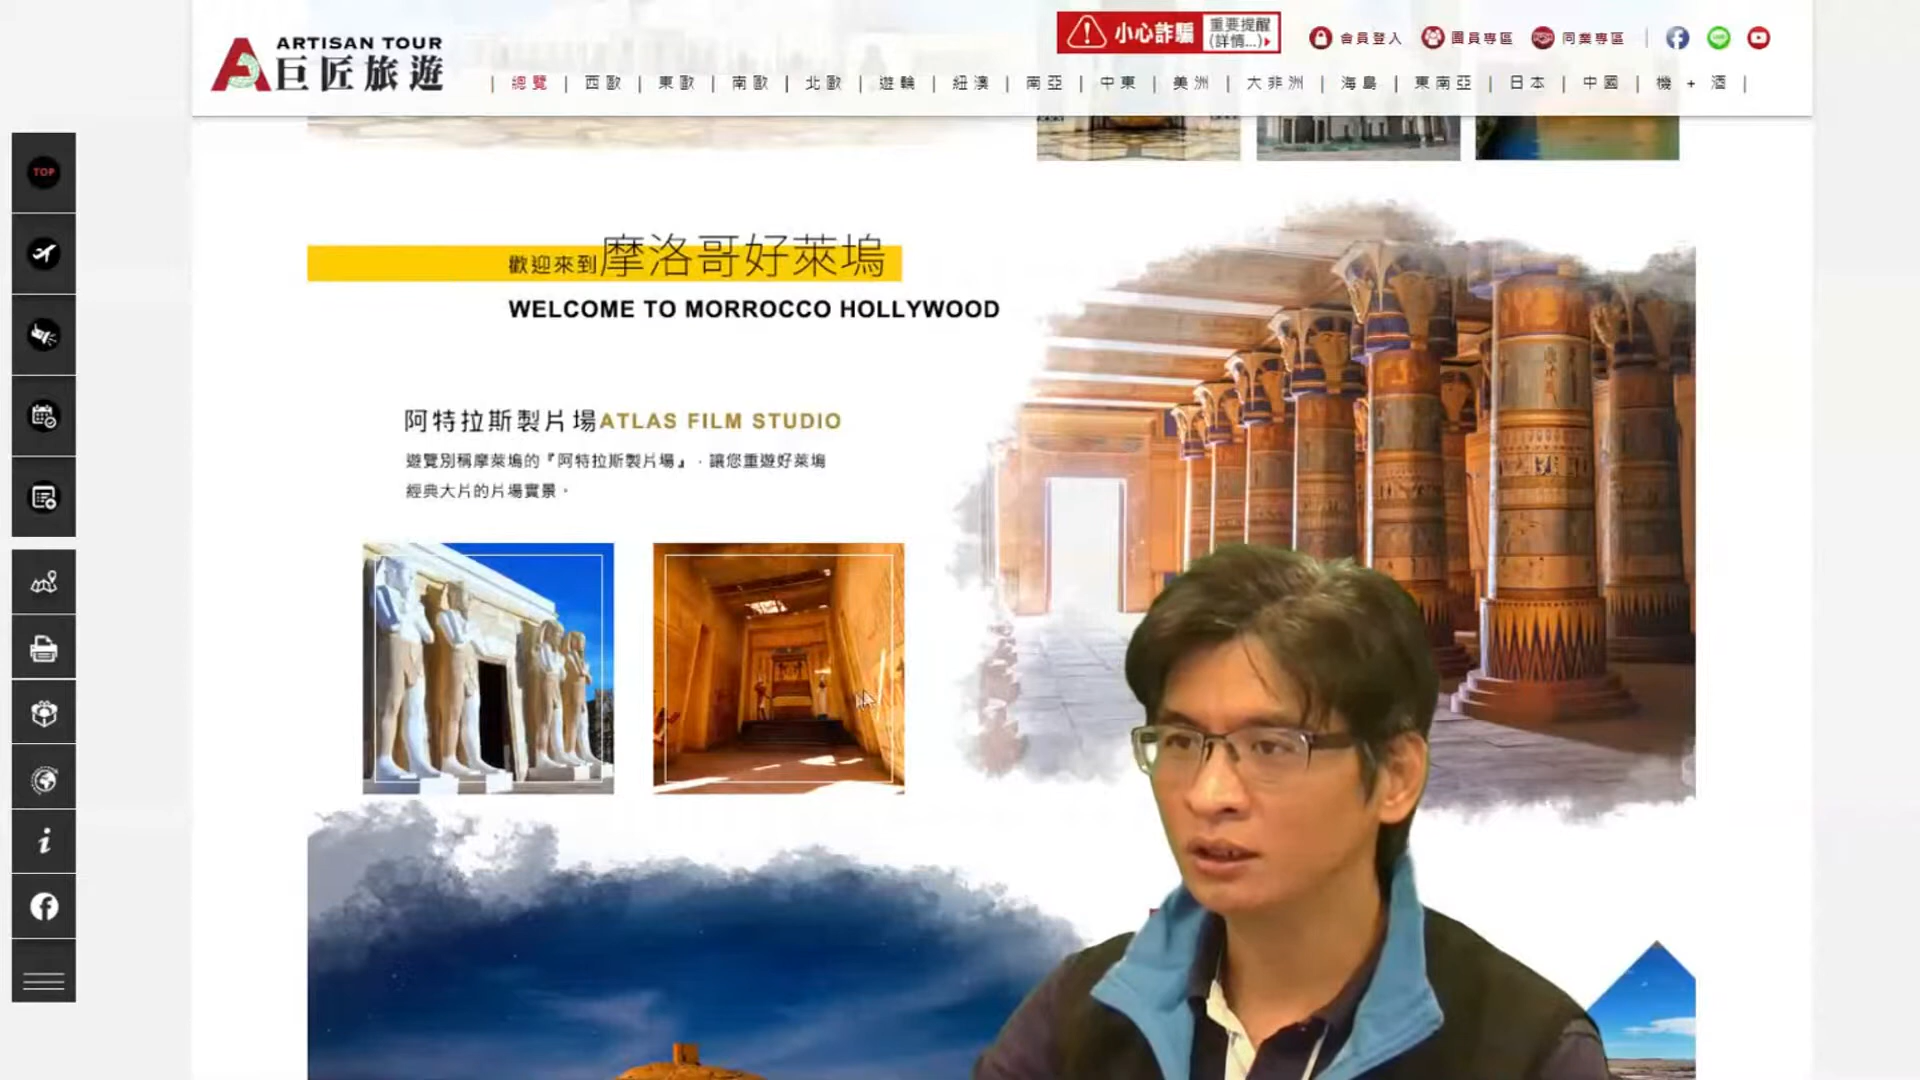 ARTISAN TOUR
巨匠旅遊
小心詐騙
重要提醒
(詳情...)
會員登入
團員專區
同業專區
總覽 | 西歐 | 東歐 | 南歐 | 北歐 | 遊輪 | 紐澳 | 南亞 | 中東 | 美洲 | 大非洲 | 海島 | 東南亞 | 日本 | 中國 | 機+酒
TOP
歡迎來到摩洛哥好萊塢
WELCOME TO MORROCCO HOLLYWOOD
阿特拉斯製片場ATLAS FILM STUDIO
遊覽別稱摩萊塢的『阿特拉斯製片場』，讓您重遊好萊塢
經典大片的片場實景。